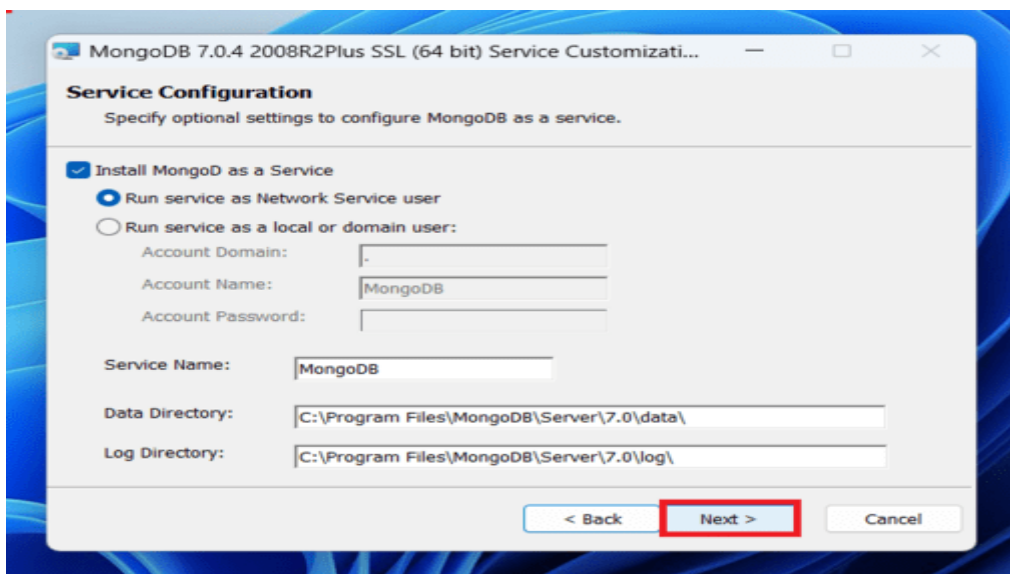 MongoDB 7.0.4 2008R2Plus SSL (64 bit) Service Customizati...
Service Configuration
Specify optional settings to configure MongoDB as a service.
Install MongoD as a Service
Run service as Network Service user
Run service as a local or domain user:
Account Domain: .
Account Name: MongoDB
Account Password:
Service Name: MongoDB
Data Directory: C:\Program Files\MongoDB\Server\7.0\data\
Log Directory: C:\Program Files\MongoDB\Server\7.0\log\
< Back Next > Cancel